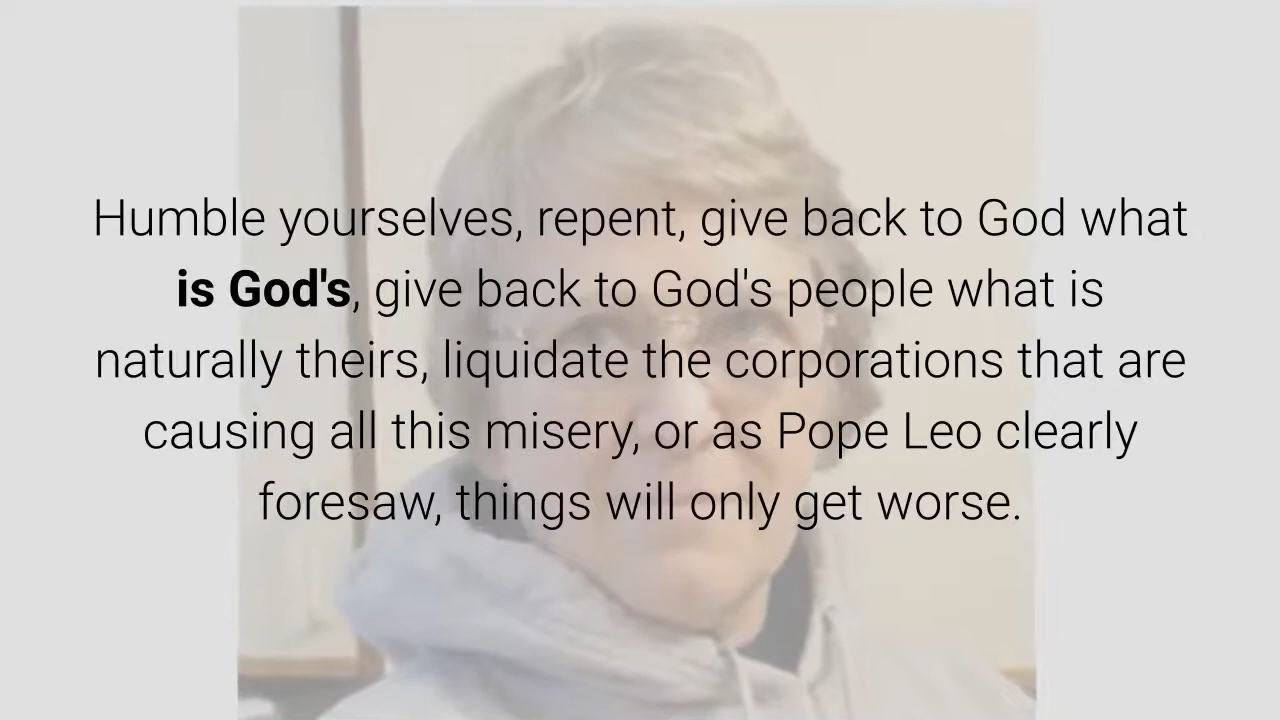 Humble yourselves, repent, give back to God what
is God's, give back to God's people what is
naturally theirs, liquidate the corporations that are
causing all this misery, or as Pope Leo clearly
foresaw, things will only get worse.